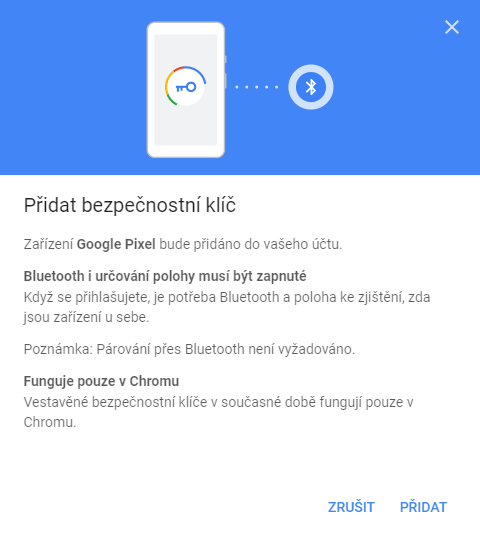 Přidat bezpečnostní klíč
Zařízení Google Pixel bude přidáno do vašeho účtu.
Bluetooth i určování polohy musí být zapnuté
Když se přihlašujete, je potřeba Bluetooth a poloha ke zjištění, zda
jsou zařízení u sebe.
Poznámka: Párování přes Bluetooth není vyžadováno.
Funguje pouze v Chromu
Vestavěné bezpečnostní klíče v současné době fungují pouze v
Chromu.
ZRUŠIT PŘIDAT